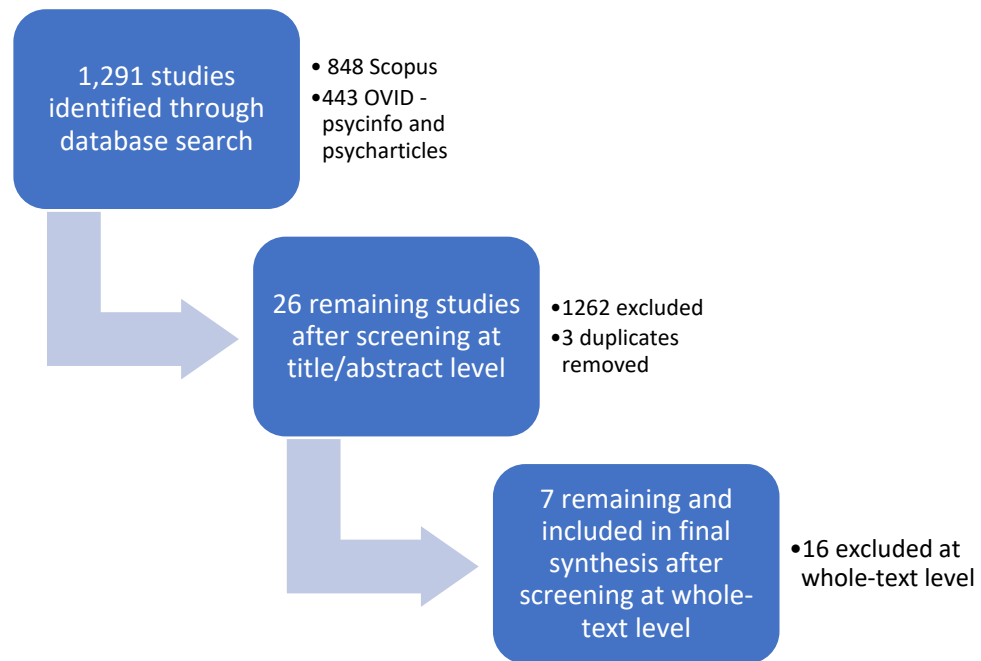 1,291 studies
identified through
database search
• 848 Scopus
•443 OVID -
psycinfo and
psycharticles
26 remaining studies
after screening at
title/abstract level
•1262 excluded
•3 duplicates
removed
7 remaining and
included in final
synthesis after
screening at whole-
text level
•16 excluded at
whole-text level